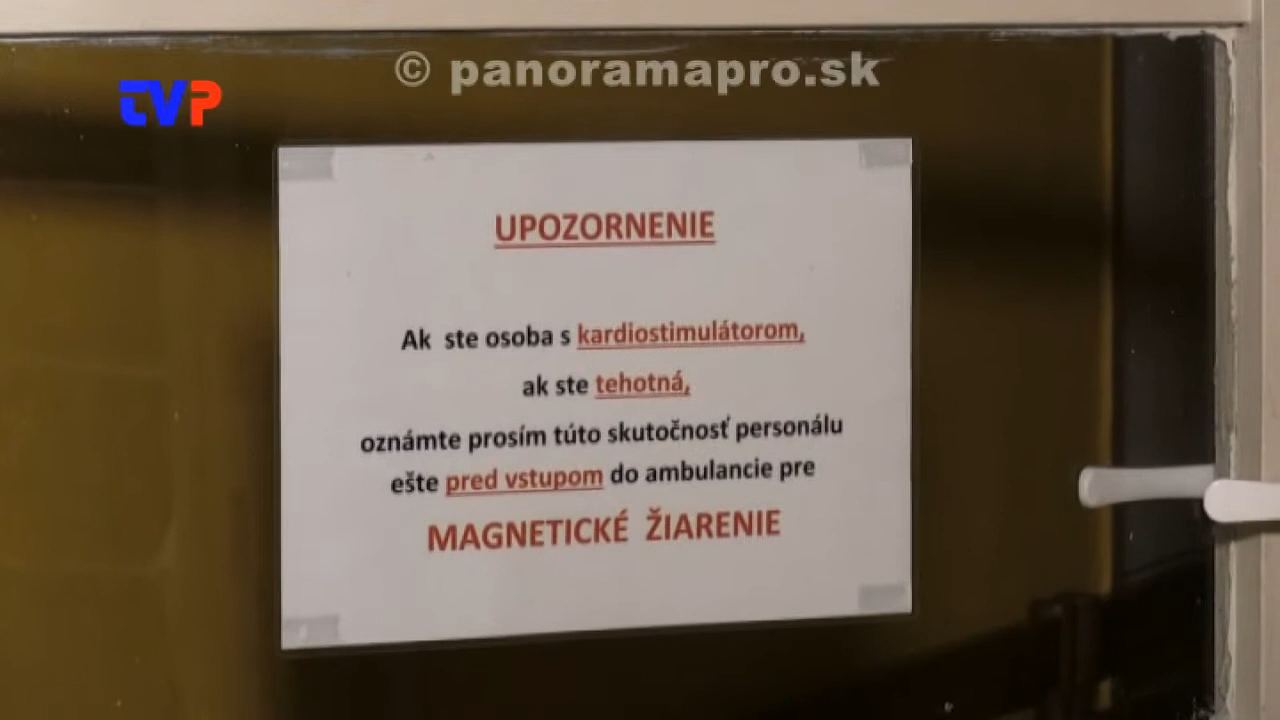 © panoramapro.sk
TVP
UPOZORNENIE
Ak ste osoba s kardiostimulátorom,
ak ste tehotná,
oznámte prosím túto skutočnosť personálu
ešte pred vstupom do ambulancie pre
MAGNETICKÉ ŽIARENIE